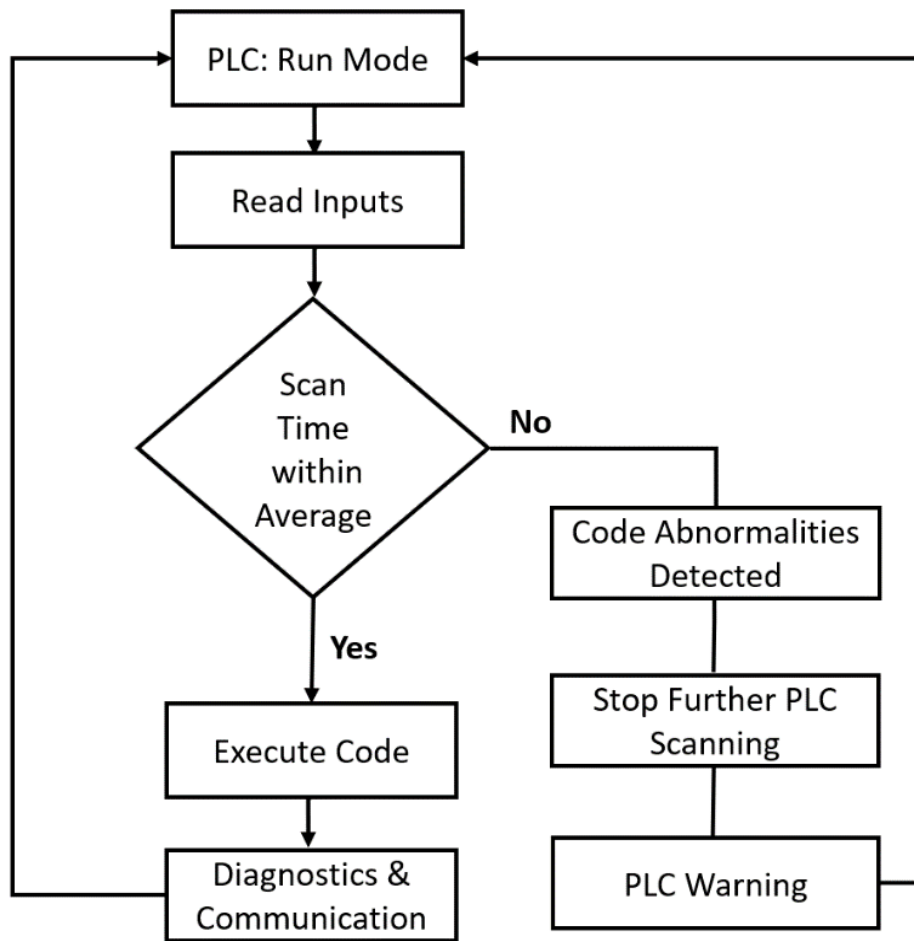 PLC: Run Mode
Read Inputs
Scan
Time
within
Average
No
Code Abnormalities
Detected
Yes
Stop Further PLC
Scanning
Execute Code
PLC Warning
Diagnostics &
Communication